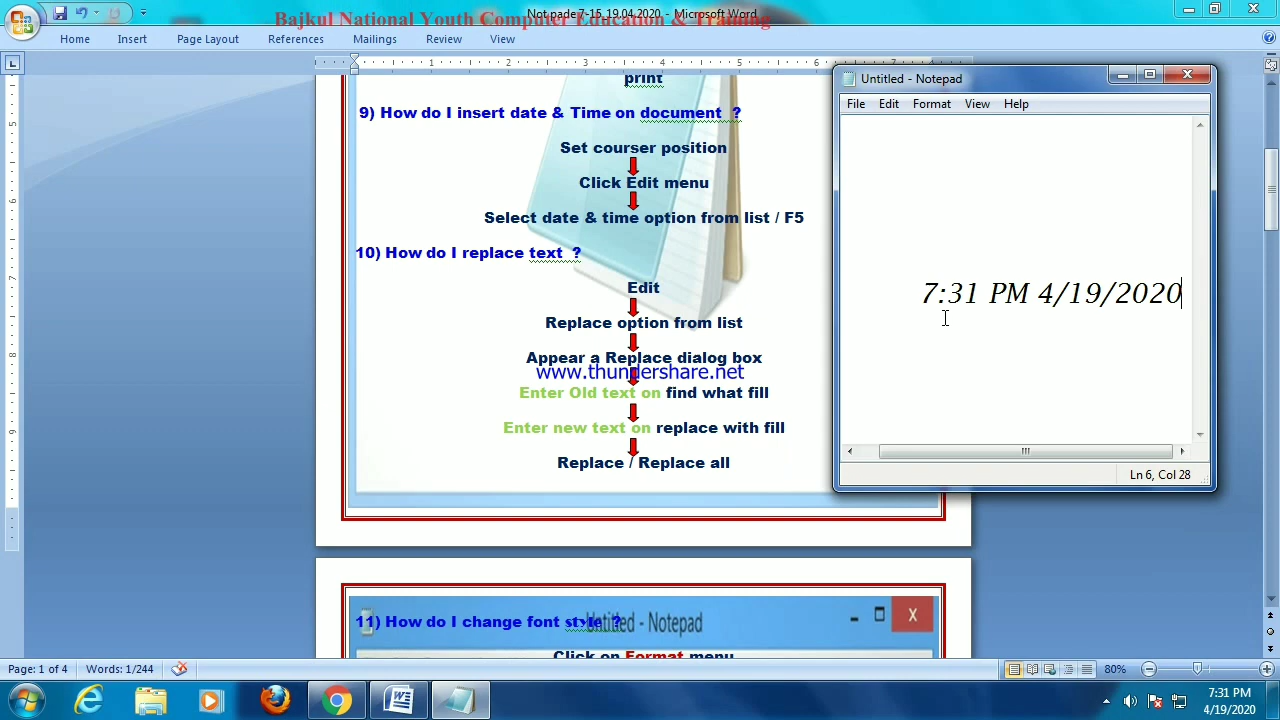 Bajkul National Youth Computer Education & Training
Not pade 7-15_19.04.2020_ - Microsoft Word
Home Insert Page Layout References Mailings Review View
print
9) How do I insert date & Time on document ?
Set courser position
Click Edit menu
Select date & time option from list / F5
10) How do I replace text ?
Edit
Replace option from list
Appear a Replace dialog box
www.thundershare.net
Enter Old text on find what fill
Enter new text on replace with fill
Replace / Replace all
Untitled - Notepad
File Edit Format View Help
7:31 PM 4/19/2020
Ln 6, Col 28
11) How do I change font style ?
Untitled - Notepad
Click on Format menu
Page: 1 of 4 Words: 1/244 80%
7:31 PM
4/19/2020